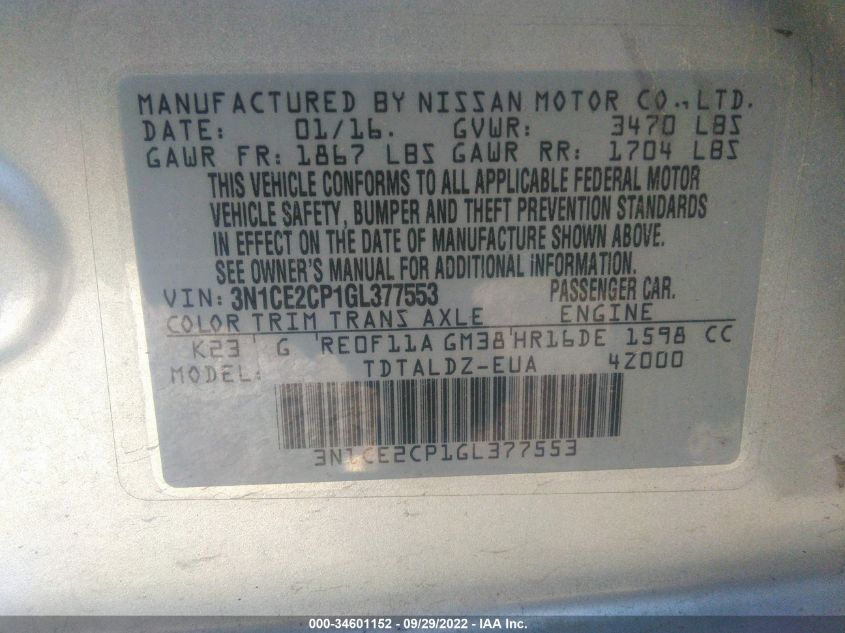 MANUFACTURED BY NISSAN MOTOR CO., LTD.
DATE: 01/16. GVWR: 3470 LBS
GAWR FR: 1867 LBS GAWR RR: 1704 LBS
THIS VEHICLE CONFORMS TO ALL APPLICABLE FEDERAL MOTOR
VEHICLE SAFETY, BUMPER AND THEFT PREVENTION STANDARDS
IN EFFECT ON THE DATE OF MANUFACTURE SHOWN ABOVE.
SEE OWNER'S MANUAL FOR ADDITIONAL INFORMATION.
VIN: 3N1CE2CP1GL377553 PASSENGER CAR.
COLOR TRIM TRANS AXLE ENGINE
K23 G RE0F11A GM38 HR16DE 1598 CC
MODEL: TDTALDZ-EUA 42000
3N1CE2CP1GL377553
000-34601152 - 09/29/2022 - IAA Inc.